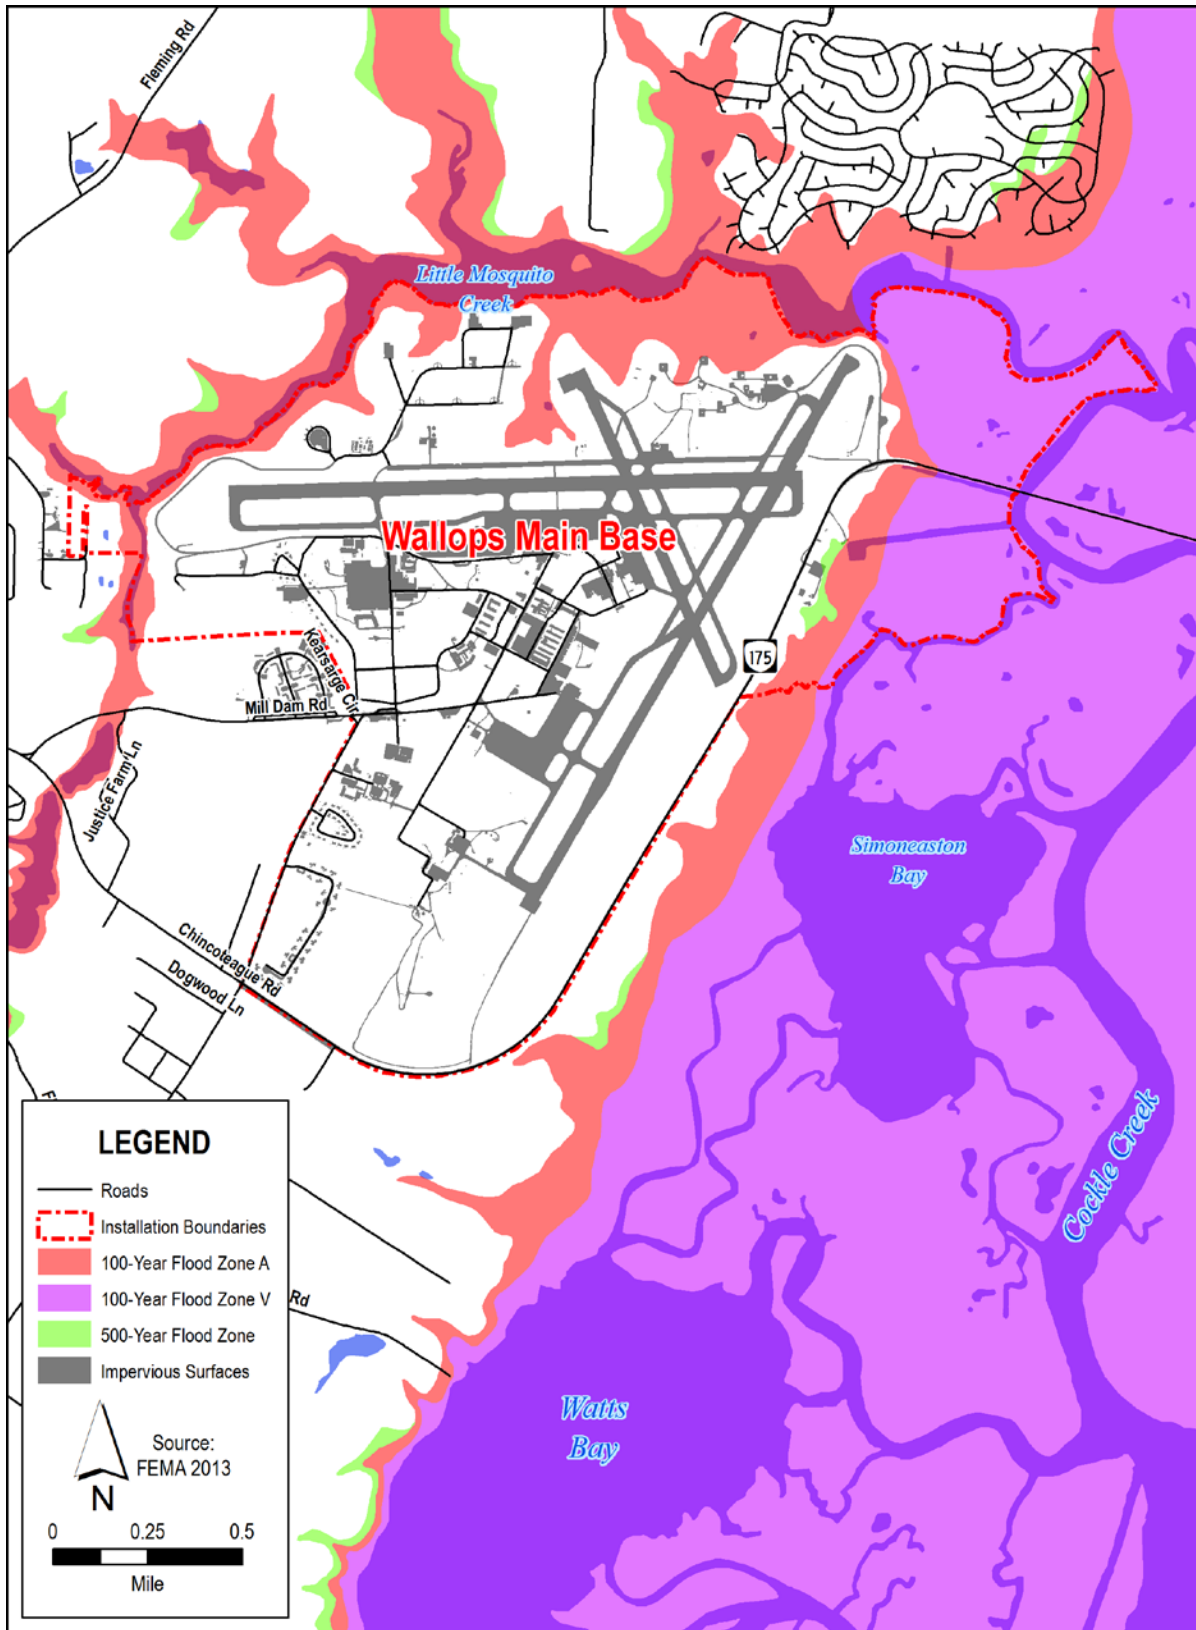 Fleming Rd
Little Mosquito
Creek
Wallops Main Base
175
Kearsarge Cir
Mill Dam Rd
Justice Farm Ln
Simoneaston
Bay
Chincoteague Rd
Dogwood Ln
Cockle Creek
Rd
Watts
Bay
LEGEND
Roads
Installation Boundaries
100-Year Flood Zone A
100-Year Flood Zone V
500-Year Flood Zone
Impervious Surfaces
Source:
FEMA 2013
N
0 0.25 0.5
Mile